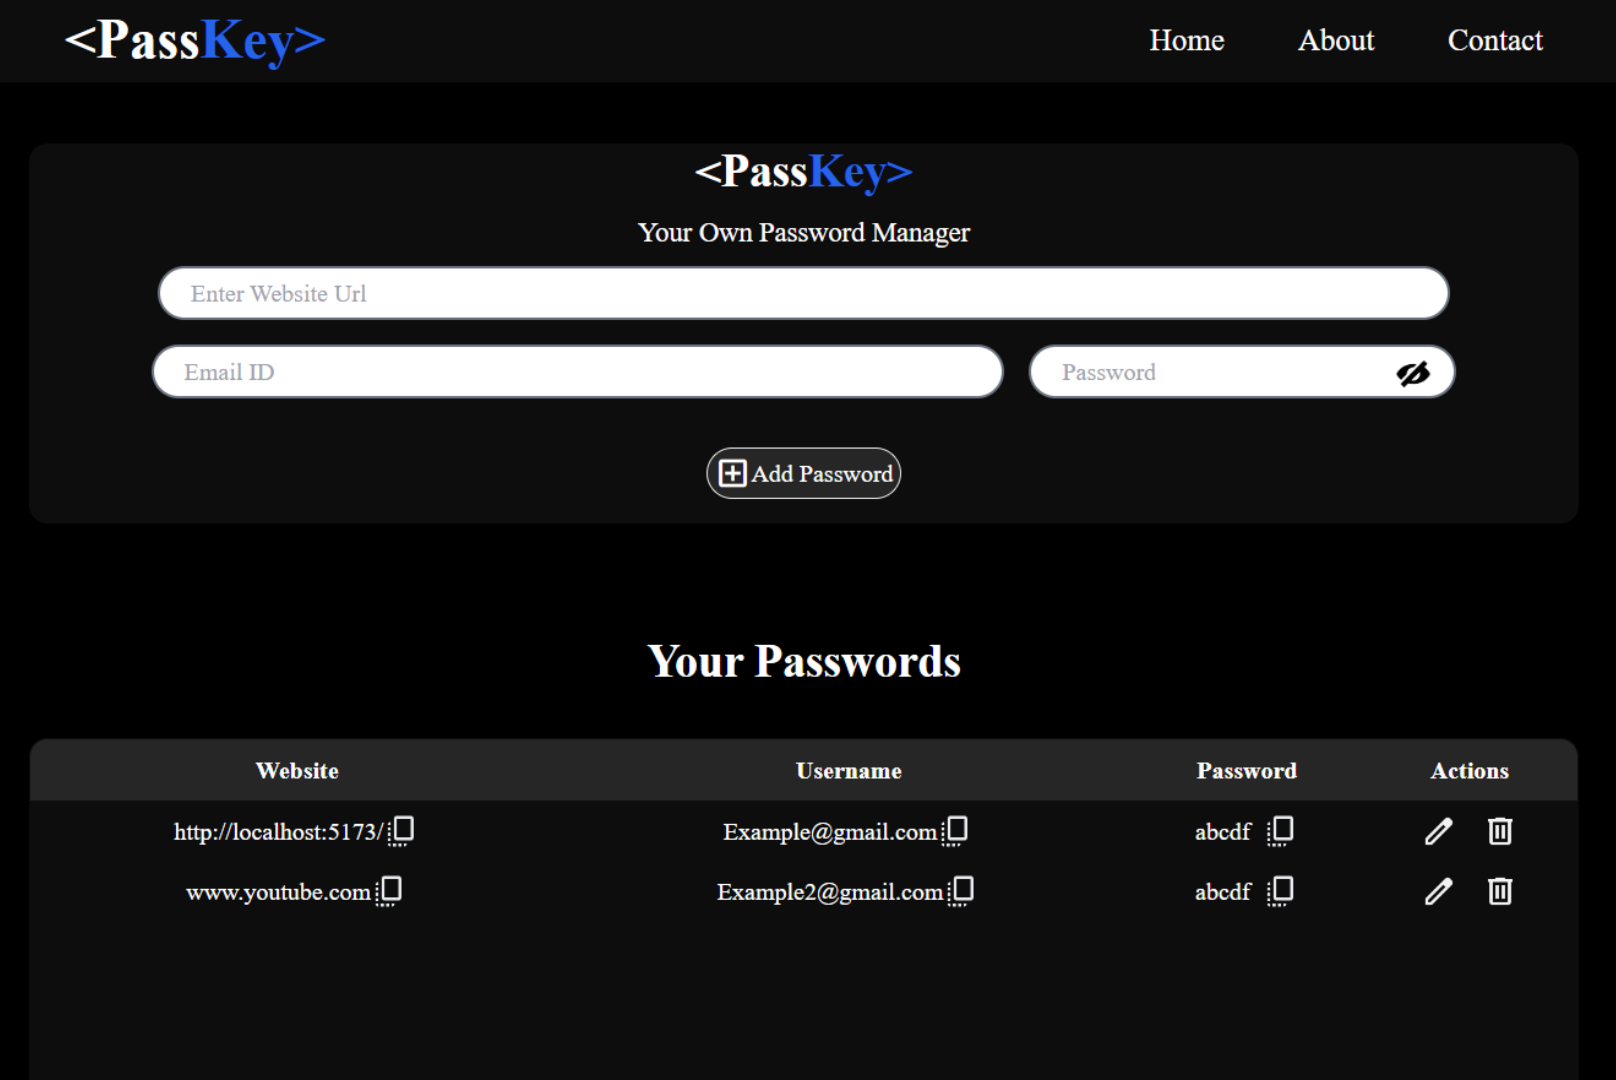 <PassKey>
Home About Contact
<PassKey>
Your Own Password Manager
Enter Website Url
Email ID Password
Add Password
Your Passwords
Website Username Password Actions
http://localhost:5173/ Example@gmail.com abcdf
www.youtube.com Example2@gmail.com abcdf